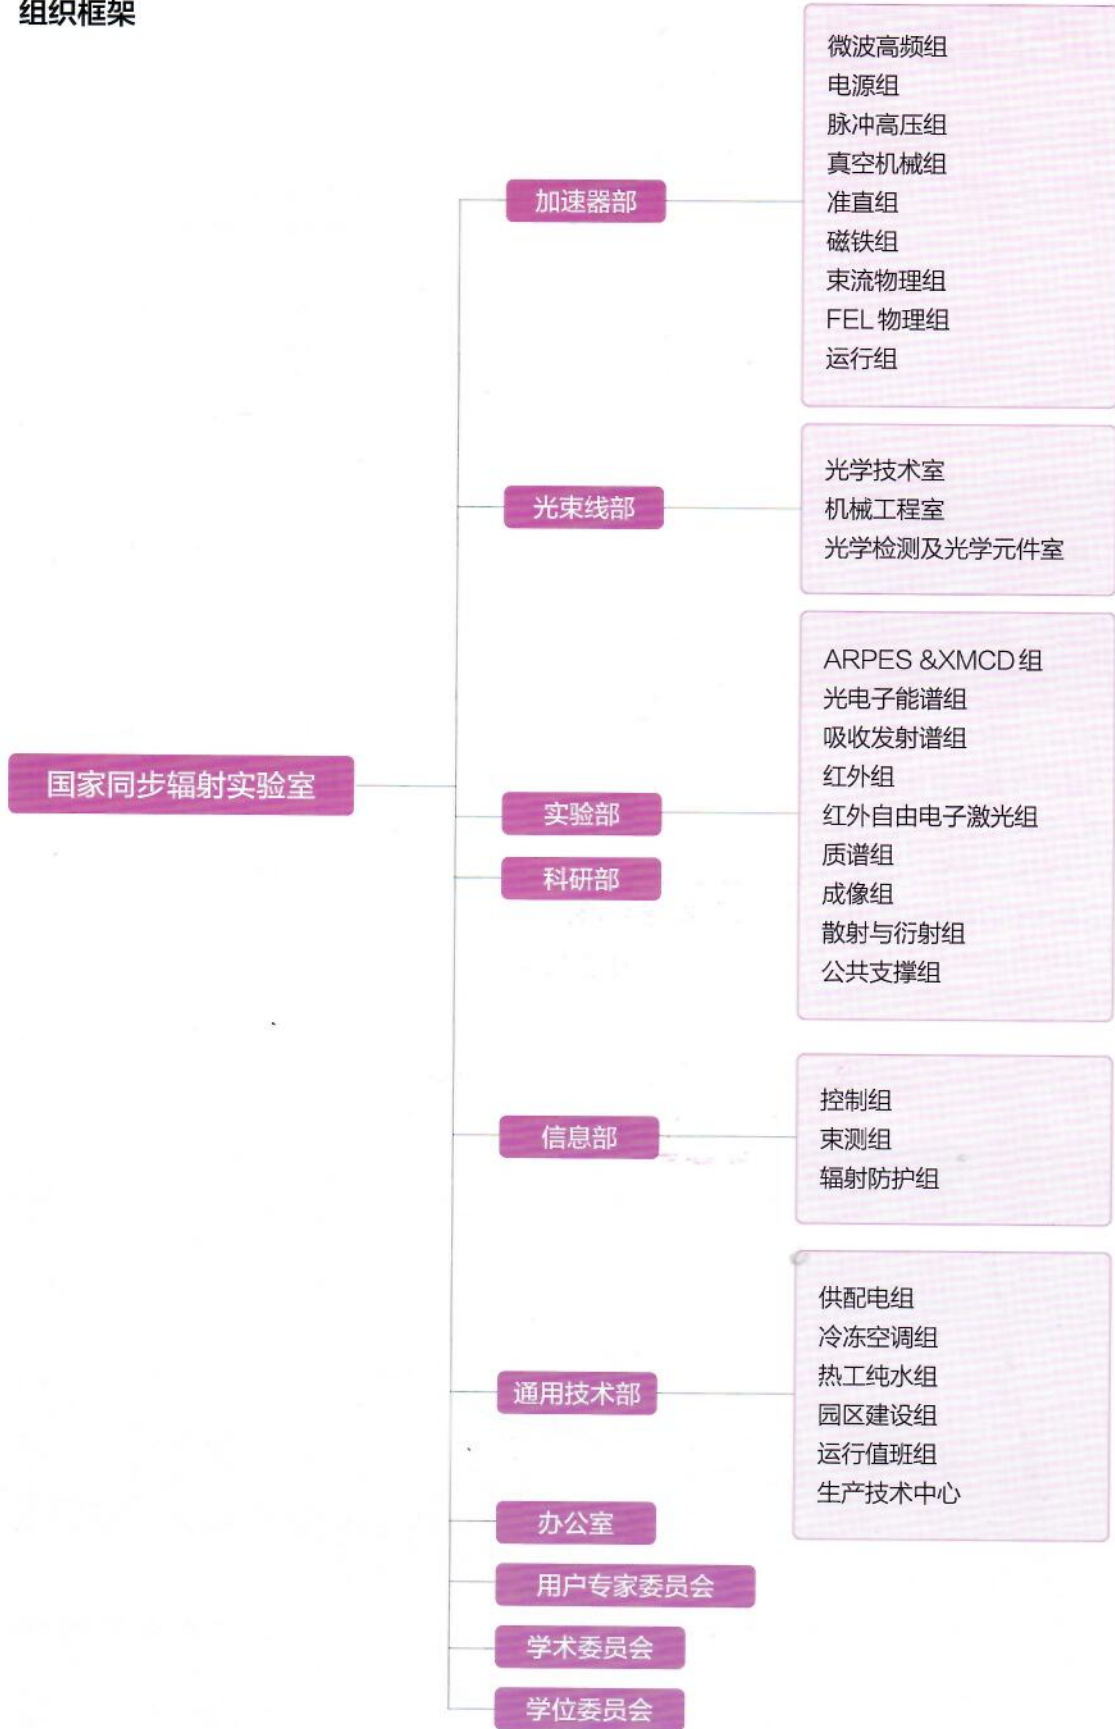 组织框架
国家同步辐射实验室
加速器部
微波高频组
电源组
脉冲高压组
真空机械组
准直组
磁铁组
束流物理组
FEL物理组
运行组
光束线部
光学技术室
机械工程室
光学检测及光学元件室
实验部
ARPES &XMCD组
光电子能谱组
吸收发射谱组
红外组
红外自由电子激光组
质谱组
成像组
散射与衍射组
公共支撑组
科研部
信息部
控制组
束测组
辐射防护组
通用技术部
供配电组
冷冻空调组
热工纯水组
园区建设组
运行值班组
生产技术中心
办公室
用户专家委员会
学术委员会
学位委员会